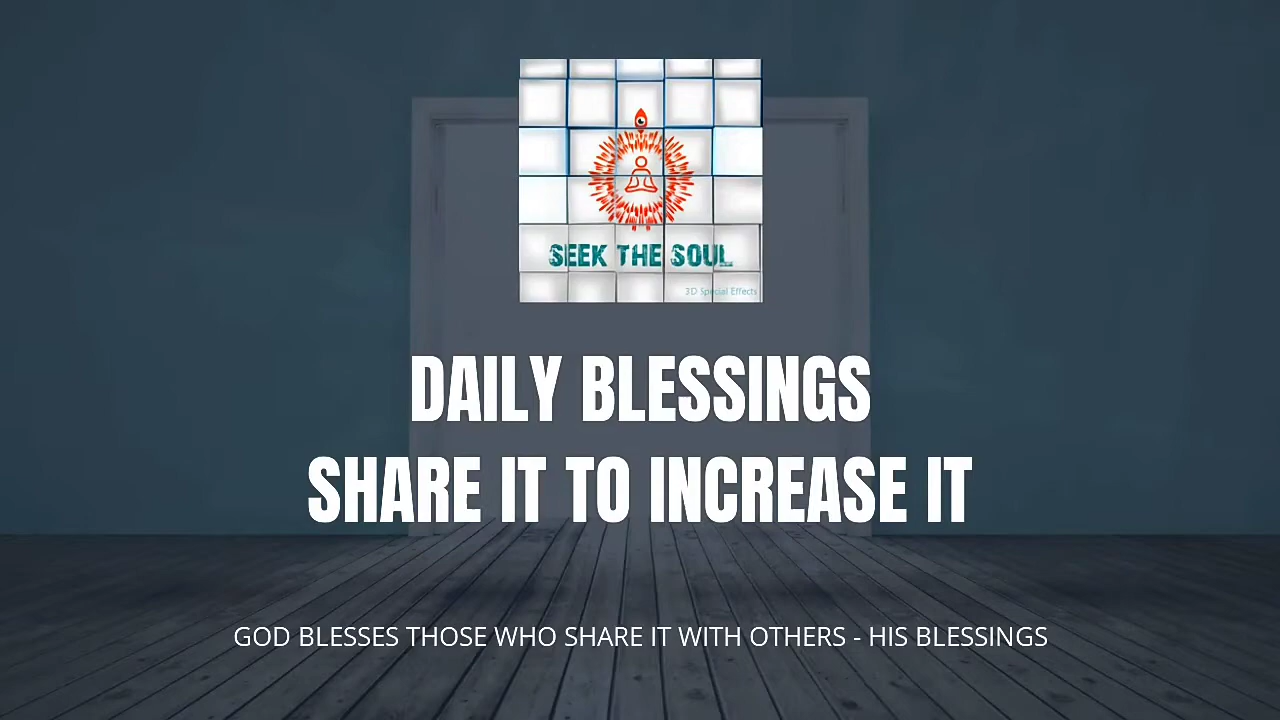 SEEK THE SOUL
3D Special Effects
DAILY BLESSINGS
SHARE IT TO INCREASE IT
GOD BLESSES THOSE WHO SHARE IT WITH OTHERS - HIS BLESSINGS